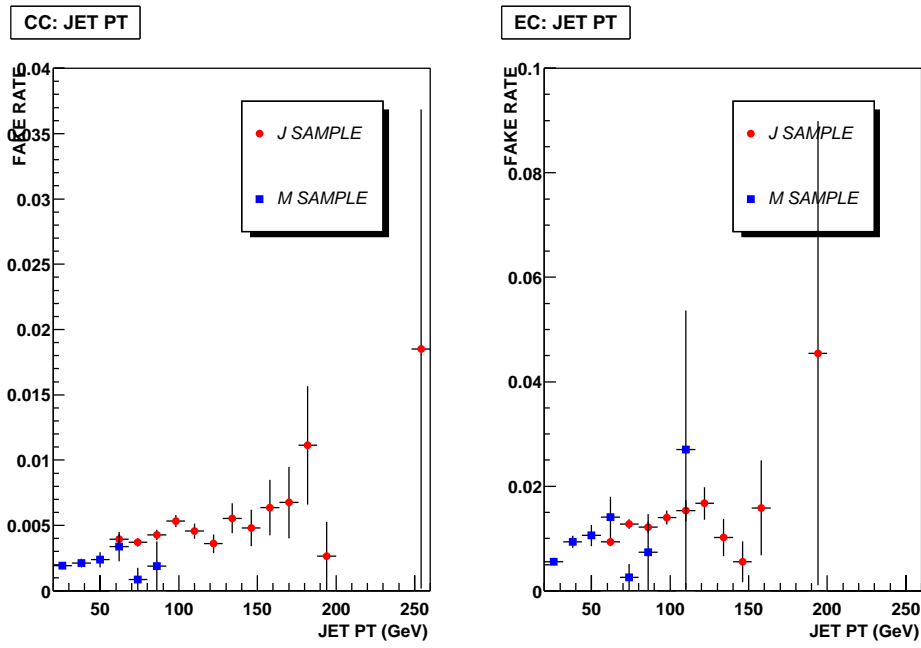 CC: JET PT
FAKE RATE
0.04
0.035
0.03
0.025
0.02
0.015
0.01
0.005
0
J SAMPLE
M SAMPLE
50 100 150 200 250
JET PT (GeV)
EC: JET PT
FAKE RATE
0.1
0.08
0.06
0.04
0.02
0
J SAMPLE
M SAMPLE
50 100 150 200 250
JET PT (GeV)